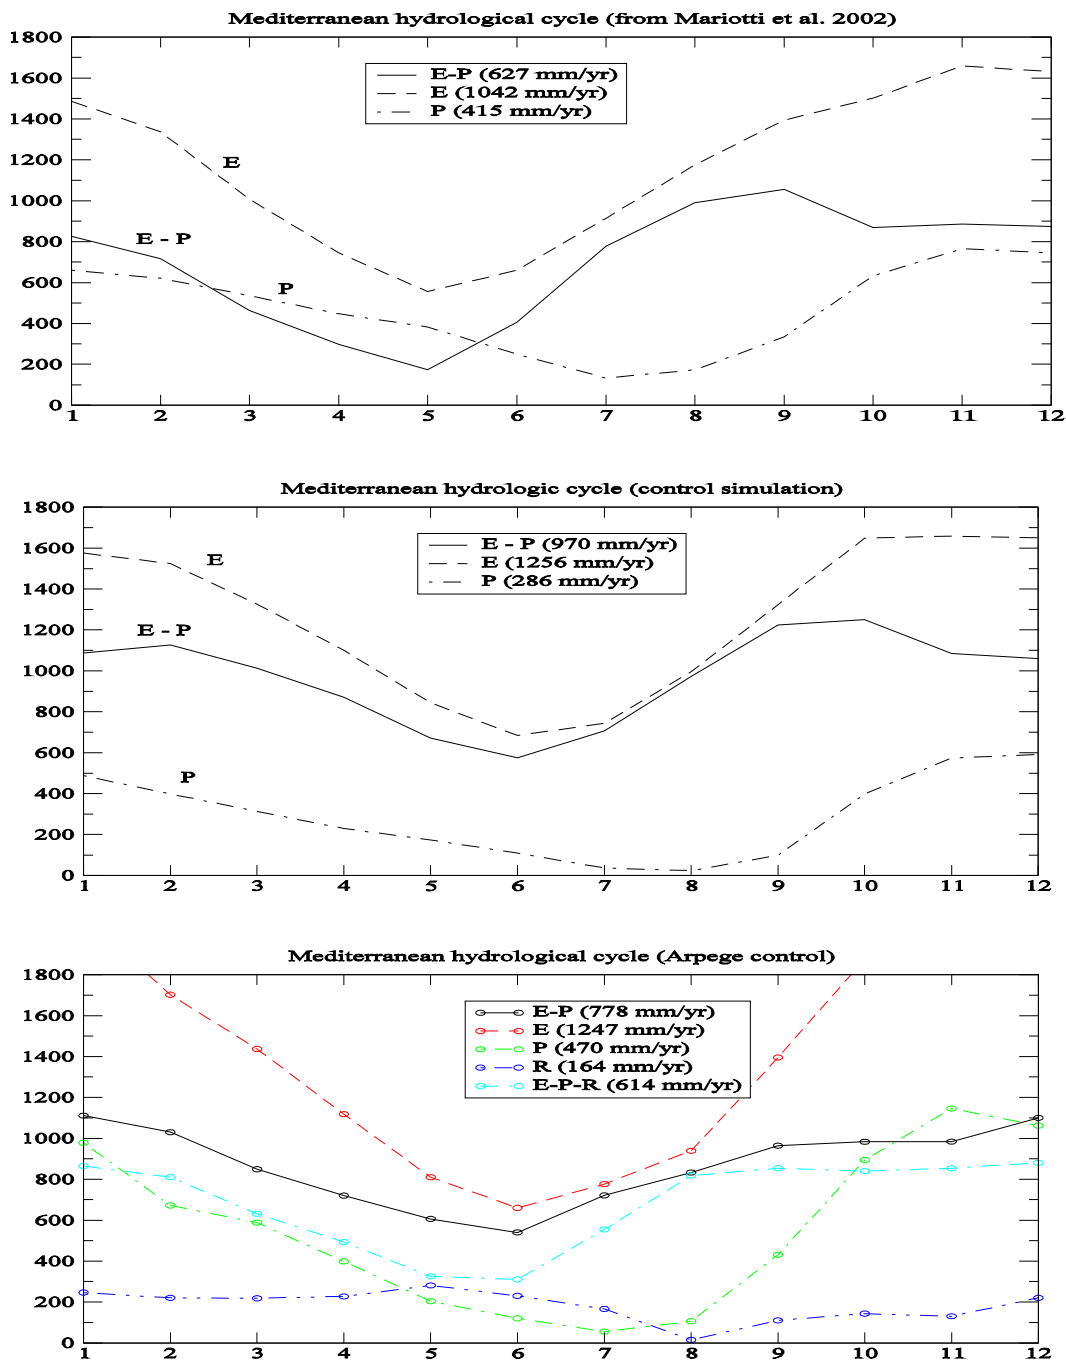 Mediterranean hydrological cycle (from Mariotti et al. 2002)
1800
1600
1400
1200
1000
800
600
400
200
0
E-P (627 mm/yr)
E (1042 mm/yr)
P (415 mm/yr)
E
E - P
P
1 2 3 4 5 6 7 8 9 10 11 12
Mediterranean hydrologic cycle (control simulation)
1800
1600
1400
1200
1000
800
600
400
200
0
E - P (970 mm/yr)
E (1256 mm/yr)
P (286 mm/yr)
E
E - P
P
1 2 3 4 5 6 7 8 9 10 11 12
Mediterranean hydrological cycle (Arpege control)
1800
1600
1400
1200
1000
800
600
400
200
0
E-P (778 mm/yr)
E (1247 mm/yr)
P (470 mm/yr)
R (164 mm/yr)
E-P-R (614 mm/yr)
1 2 3 4 5 6 7 8 9 10 11 12